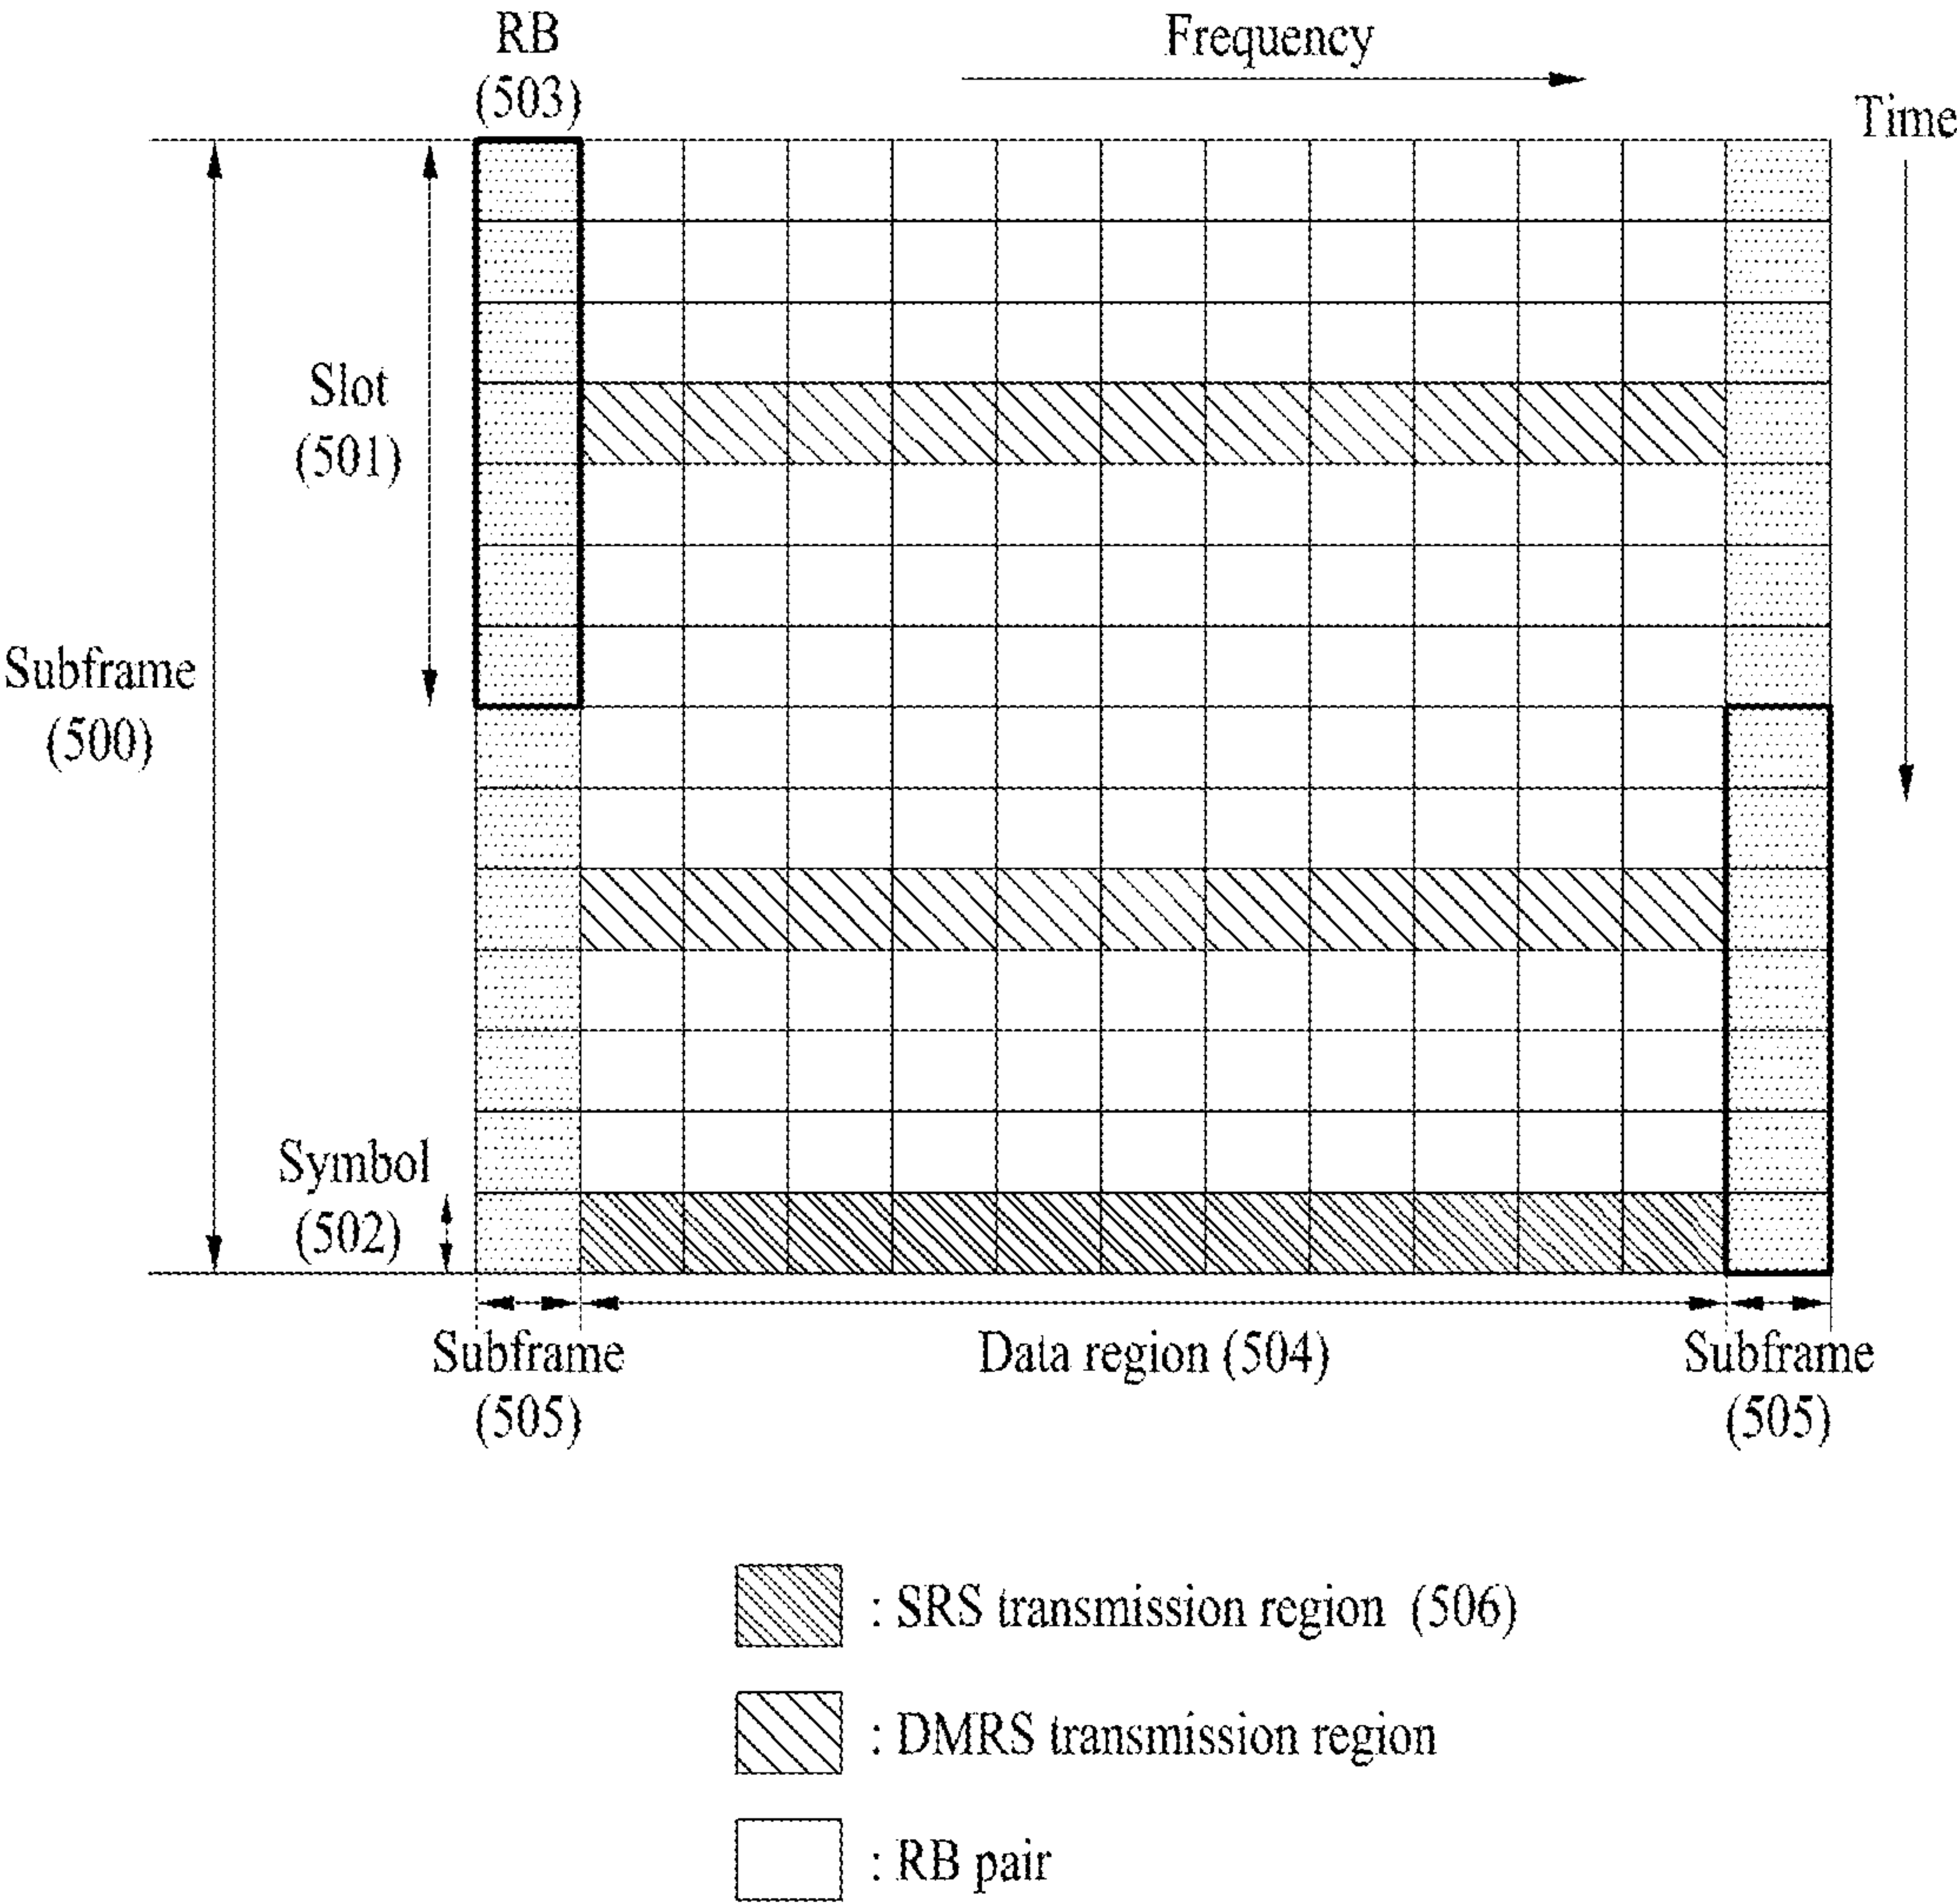 RB
(503)
Frequency
Time
Slot
(501)
Subframe
(500)
Symbol
(502)
Subframe
(505)
Data region (504)
Subframe
(505)
: SRS transmission region (506)
: DMRS transmission region
: RB pair